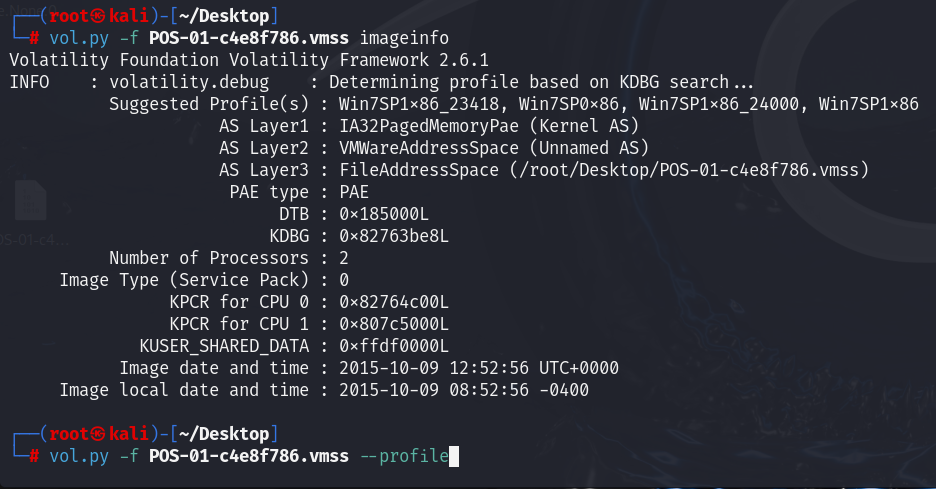 ┌──(root㉿kali)-[~/Desktop]
└─# vol.py -f POS-01-c4e8f786.vmss imageinfo
Volatility Foundation Volatility Framework 2.6.1
INFO    : volatility.debug    : Determining profile based on KDBG search...
Suggested Profile(s) : Win7SP1x86_23418, Win7SP0x86, Win7SP1x86_24000, Win7SP1x86
AS Layer1 : IA32PagedMemoryPae (Kernel AS)
AS Layer2 : VMWareAddressSpace (Unnamed AS)
AS Layer3 : FileAddressSpace (/root/Desktop/POS-01-c4e8f786.vmss)
PAE type : PAE
DTB : 0x185000L
KDBG : 0x82763be8L
Number of Processors : 2
Image Type (Service Pack) : 0
KPCR for CPU 0 : 0x82764c00L
KPCR for CPU 1 : 0x807c5000L
KUSER_SHARED_DATA : 0xffdf0000L
Image date and time : 2015-10-09 12:52:56 UTC+0000
Image local date and time : 2015-10-09 08:52:56 -0400
┌──(root㉿kali)-[~/Desktop]
└─# vol.py -f POS-01-c4e8f786.vmss --profile